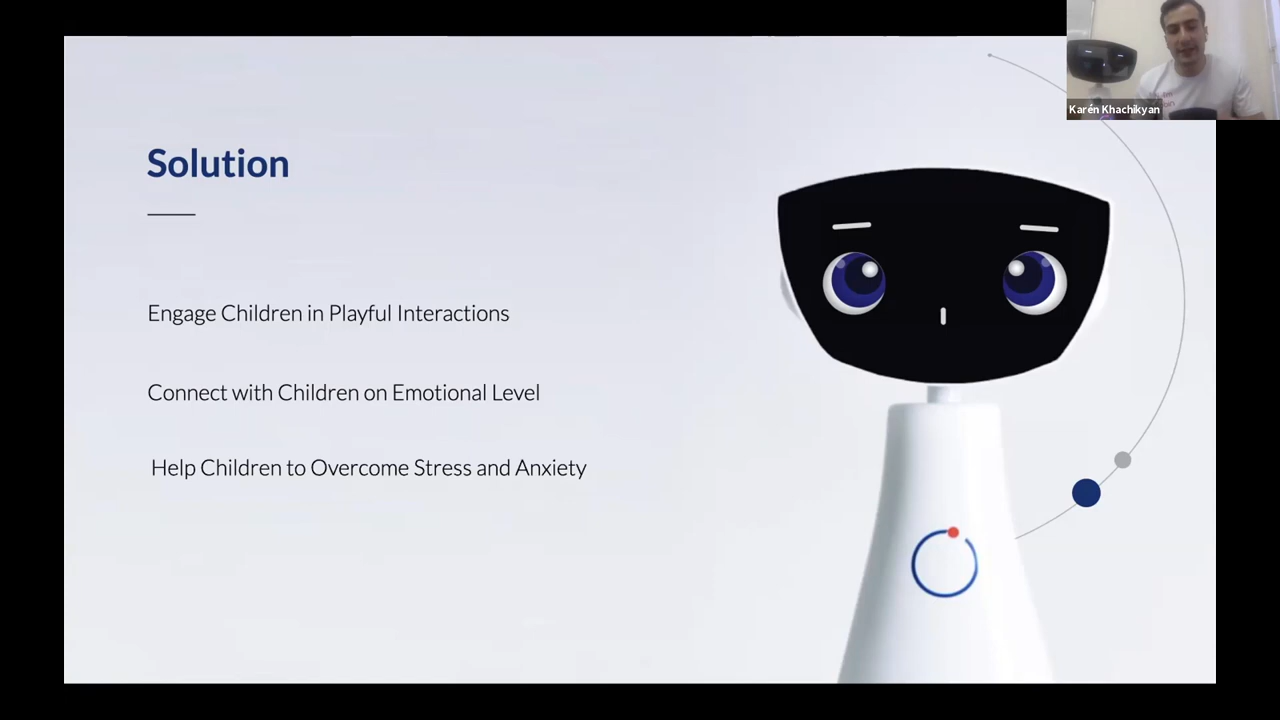 Karén Khachikyan
Solution
Engage Children in Playful Interactions
Connect with Children on Emotional Level
Help Children to Overcome Stress and Anxiety